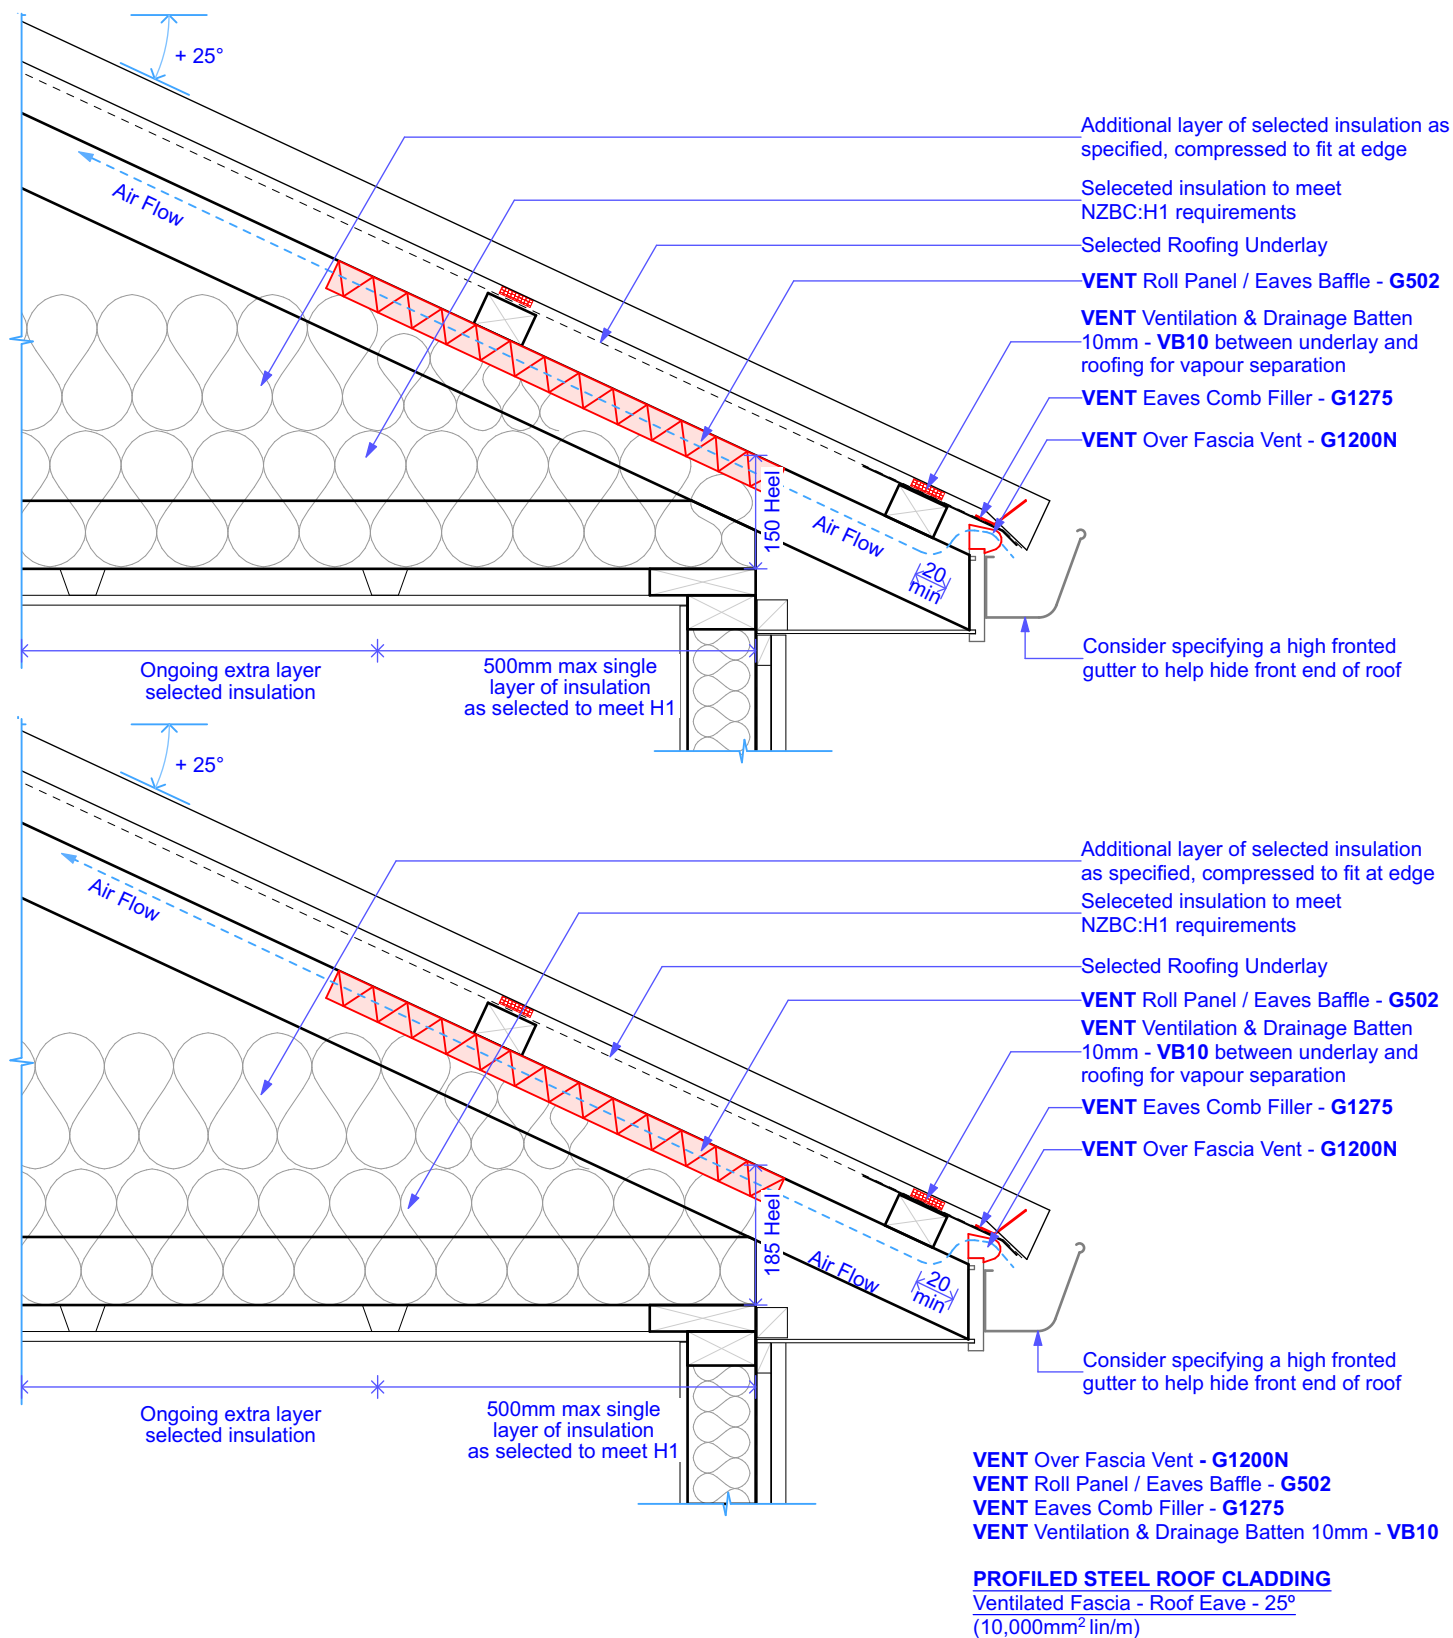 + 25°
Additional layer of selected insulation as
specified, compressed to fit at edge
Seleceted insulation to meet
NZBC:H1 requirements
Selected Roofing Underlay
VENT Roll Panel / Eaves Baffle - G502
VENT Ventilation & Drainage Batten
10mm - VB10 between underlay and
roofing for vapour separation
VENT Eaves Comb Filler - G1275
VENT Over Fascia Vent - G1200N
Air Flow
150 Heel
Air Flow
20
min
Consider specifying a high fronted
gutter to help hide front end of roof
Ongoing extra layer
selected insulation
500mm max single
layer of insulation
as selected to meet H1
+ 25°
Additional layer of selected insulation
as specified, compressed to fit at edge
Seleceted insulation to meet
NZBC:H1 requirements
Selected Roofing Underlay
VENT Roll Panel / Eaves Baffle - G502
VENT Ventilation & Drainage Batten
10mm - VB10 between underlay and
roofing for vapour separation
VENT Eaves Comb Filler - G1275
VENT Over Fascia Vent - G1200N
Air Flow
185 Heel
Air Flow
20
min
Consider specifying a high fronted
gutter to help hide front end of roof
Ongoing extra layer
selected insulation
500mm max single
layer of insulation
as selected to meet H1
VENT Over Fascia Vent - G1200N
VENT Roll Panel / Eaves Baffle - G502
VENT Eaves Comb Filler - G1275
VENT Ventilation & Drainage Batten 10mm - VB10
PROFILED STEEL ROOF CLADDING
Ventilated Fascia - Roof Eave - 25º
(10,000mm² lin/m)